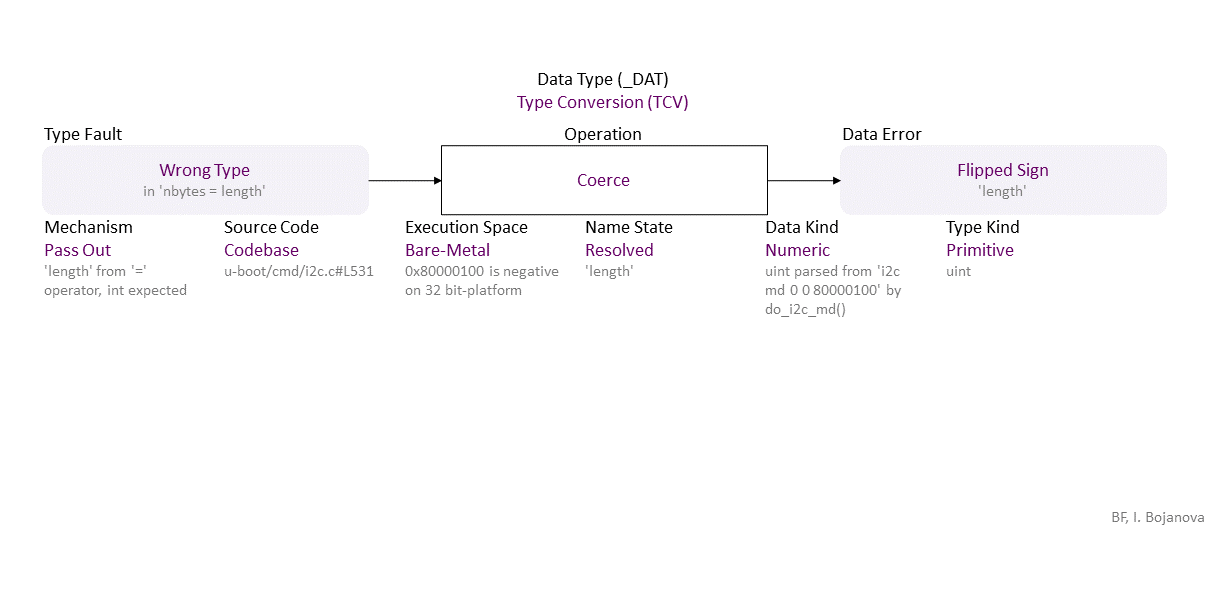 Data Type (_DAT)
Type Conversion (TCV)
Type Fault
Operation
Data Error
Wrong Type
in 'nbytes = length'
Coerce
Flipped Sign
'length'
Mechanism
Pass Out
'length' from '='
operator, int expected
Source Code
Codebase
u-boot/cmd/i2c.c#L531
Execution Space
Bare-Metal
0x80000100 is negative
on 32 bit-platform
Name State
Resolved
'length'
Data Kind
Numeric
uint parsed from 'i2c
md 0 0 80000100' by
do_i2c_md()
Type Kind
Primitive
uint
BF, I. Bojanova